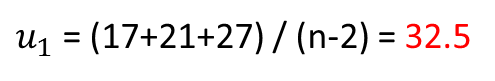 u₁ = (17+21+27) / (n-2) = 32.5